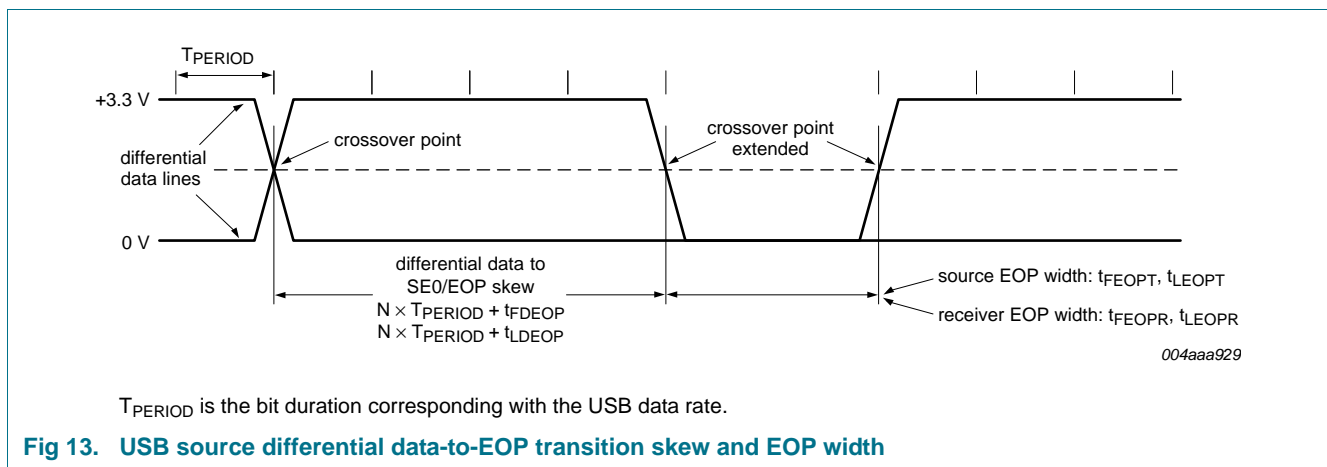 TPERIOD
+3.3 V
crossover point
crossover point
extended
differential
data lines
0 V
differential data to
SE0/EOP skew
N × TPERIOD + tFDEOP
N × TPERIOD + tLDEOP
source EOP width: tFEOPT, tLEOPT
receiver EOP width: tFEOPR, tLEOPR
004aaa929
TPERIOD is the bit duration corresponding with the USB data rate.
Fig 13. USB source differential data-to-EOP transition skew and EOP width